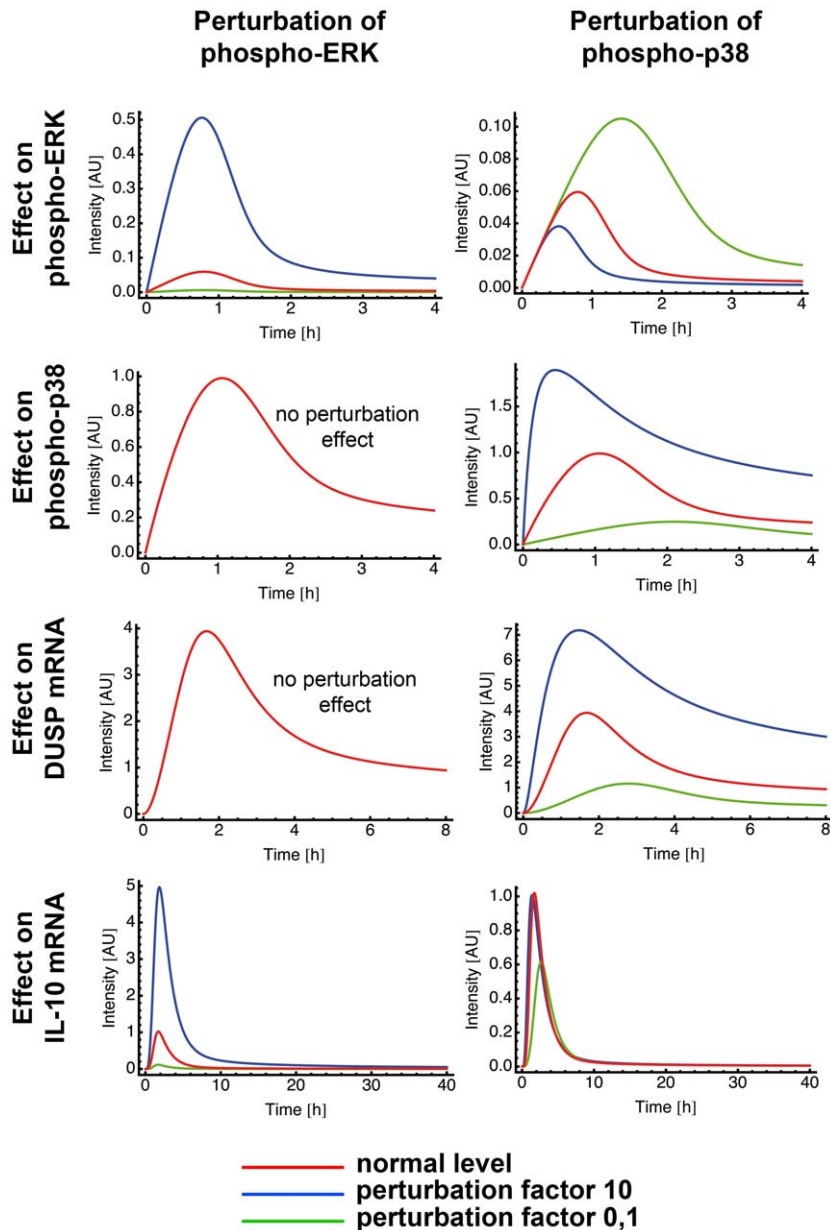 Perturbation of
phospho-ERK
Perturbation of
phospho-p38
Effect on
phospho-ERK
Intensity [AU]
0.5
0.4
0.3
0.2
0.1
0.0
0
1
2
3
4
Time [h]
Intensity [AU]
0.10
0.08
0.06
0.04
0.02
0.00
0
1
2
3
4
Time [h]
Effect on
phospho-p38
Intensity [AU]
1.0
0.8
0.6
0.4
0.2
0.0
no perturbation
effect
0
1
2
3
4
Time [h]
Intensity [AU]
1.5
1.0
0.5
0.0
0
1
2
3
4
Time [h]
Effect on
DUSP mRNA
Intensity [AU]
4
3
2
1
0
no perturbation
effect
0
2
4
6
8
Time [h]
Intensity [AU]
7
6
5
4
3
2
1
0
0
2
4
6
8
Time [h]
Effect on
IL-10 mRNA
Intensity [AU]
5
4
3
2
1
0
0
10
20
30
40
Time [h]
Intensity [AU]
1.0
0.8
0.6
0.4
0.2
0.0
0
10
20
30
40
Time [h]
normal level
perturbation factor 10
perturbation factor 0,1